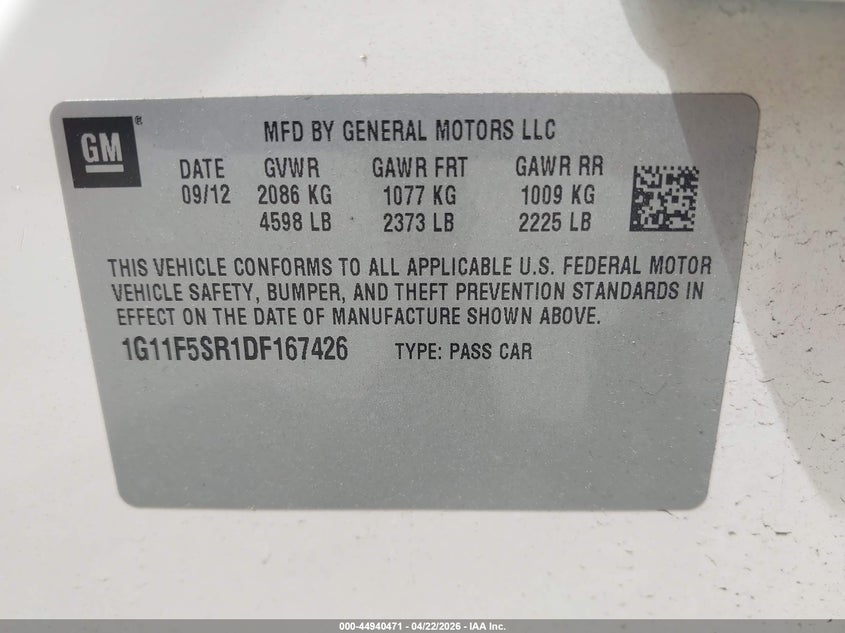 GM®
MFD BY GENERAL MOTORS LLC
DATE GVWR GAWR FRT GAWR RR
09/12 2086 KG 1077 KG 1009 KG
4598 LB 2373 LB 2225 LB
THIS VEHICLE CONFORMS TO ALL APPLICABLE U.S. FEDERAL MOTOR
VEHICLE SAFETY, BUMPER, AND THEFT PREVENTION STANDARDS IN
EFFECT ON THE DATE OF MANUFACTURE SHOWN ABOVE.
1G11F5SR1DF167426 TYPE: PASS CAR
000-44940471 - 04/22/2026 - IAA Inc.